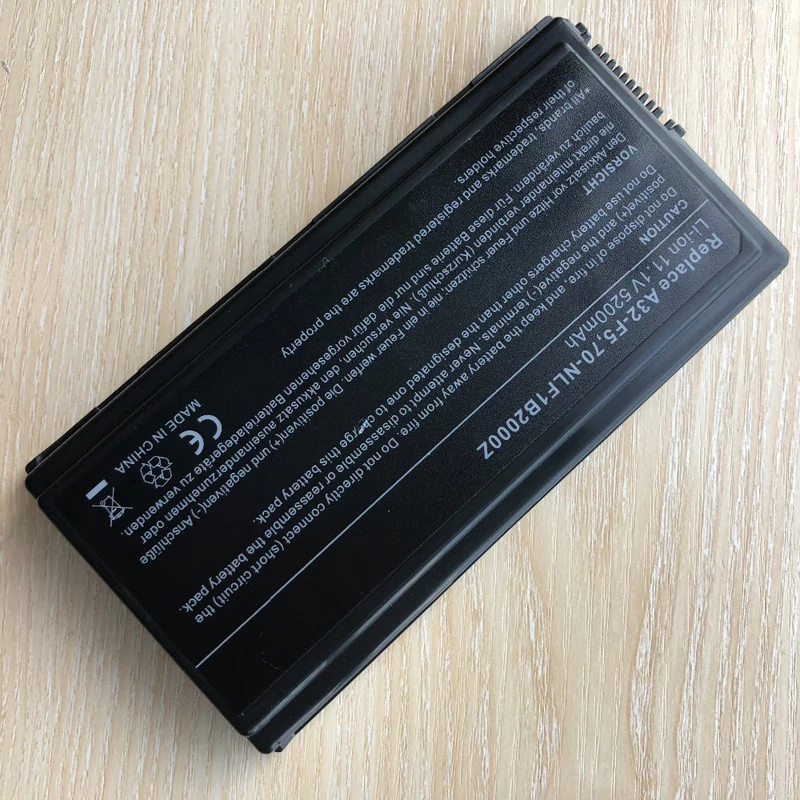 Replace A32-F5,70-NLF1B2000Z
Li-ion 11.1V 5200mAh
CAUTION
Do not dispose of in fire, and keep the battery away from fire. Do not directly connect (short circuit) the
positive(+) and the negative(-) terminals. Never attempt to disassemble or reassemble the battery pack.
Do not use battery chargers other than the designated one to charge this battery pack.
VORSICHT
Den Akkusatz vor Hitze und Feuer schützen,nie in ein Feuer werfen. Die positiven(+) und negativen(-) Anschlüße
nie direkt miteinander verbinden (Kurzschluß). Nie versuchen, den akkusatz auseinanderzunehmen oder
baulich zu verändern. Für diese Batterie sind nur die dafür vorgesehenen Batterieladegeräte zu verwenden.
*All brands, trademarks and registered trademarks are the property
of their respective holders.
CE
MADE IN CHINA